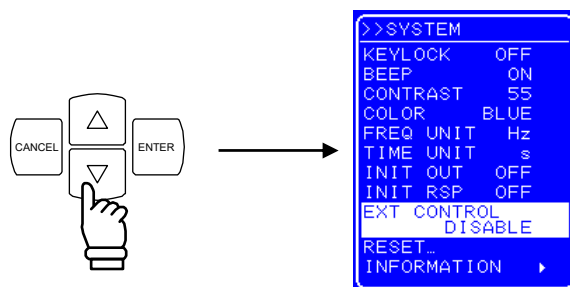 CANCEL
ENTER
>>SYSTEM
KEYLOCK OFF
BEEP ON
CONTRAST 55
COLOR BLUE
FREQ UNIT Hz
TIME UNIT s
INIT OUT OFF
INIT RSP OFF
EXT CONTROL
DISABLE
RESET…
INFORMATION